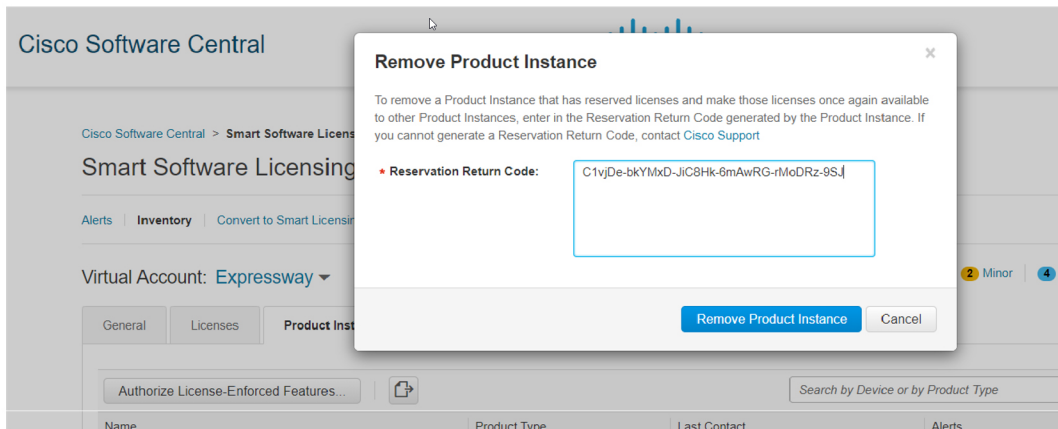 Cisco Software Central
Remove Product Instance
×
To remove a Product Instance that has reserved licenses and make those licenses once again available
to other Product Instances, enter in the Reservation Return Code generated by the Product Instance. If
you cannot generate a Reservation Return Code, contact Cisco Support
* Reservation Return Code:
C1vjDe-bkYMxD-JiC8Hk-6mAwRG-rMoDRz-9SJ
Remove Product Instance
Cancel
Cisco Software Central > Smart Software Licens
Smart Software Licensing
Alerts
Inventory
Convert to Smart Licensin
Virtual Account: Expressway
2 Minor
4
General
Licenses
Product Inst
Authorize License-Enforced Features...
Search by Device or by Product Type
Name
Product Type
Last Contact
Alerts